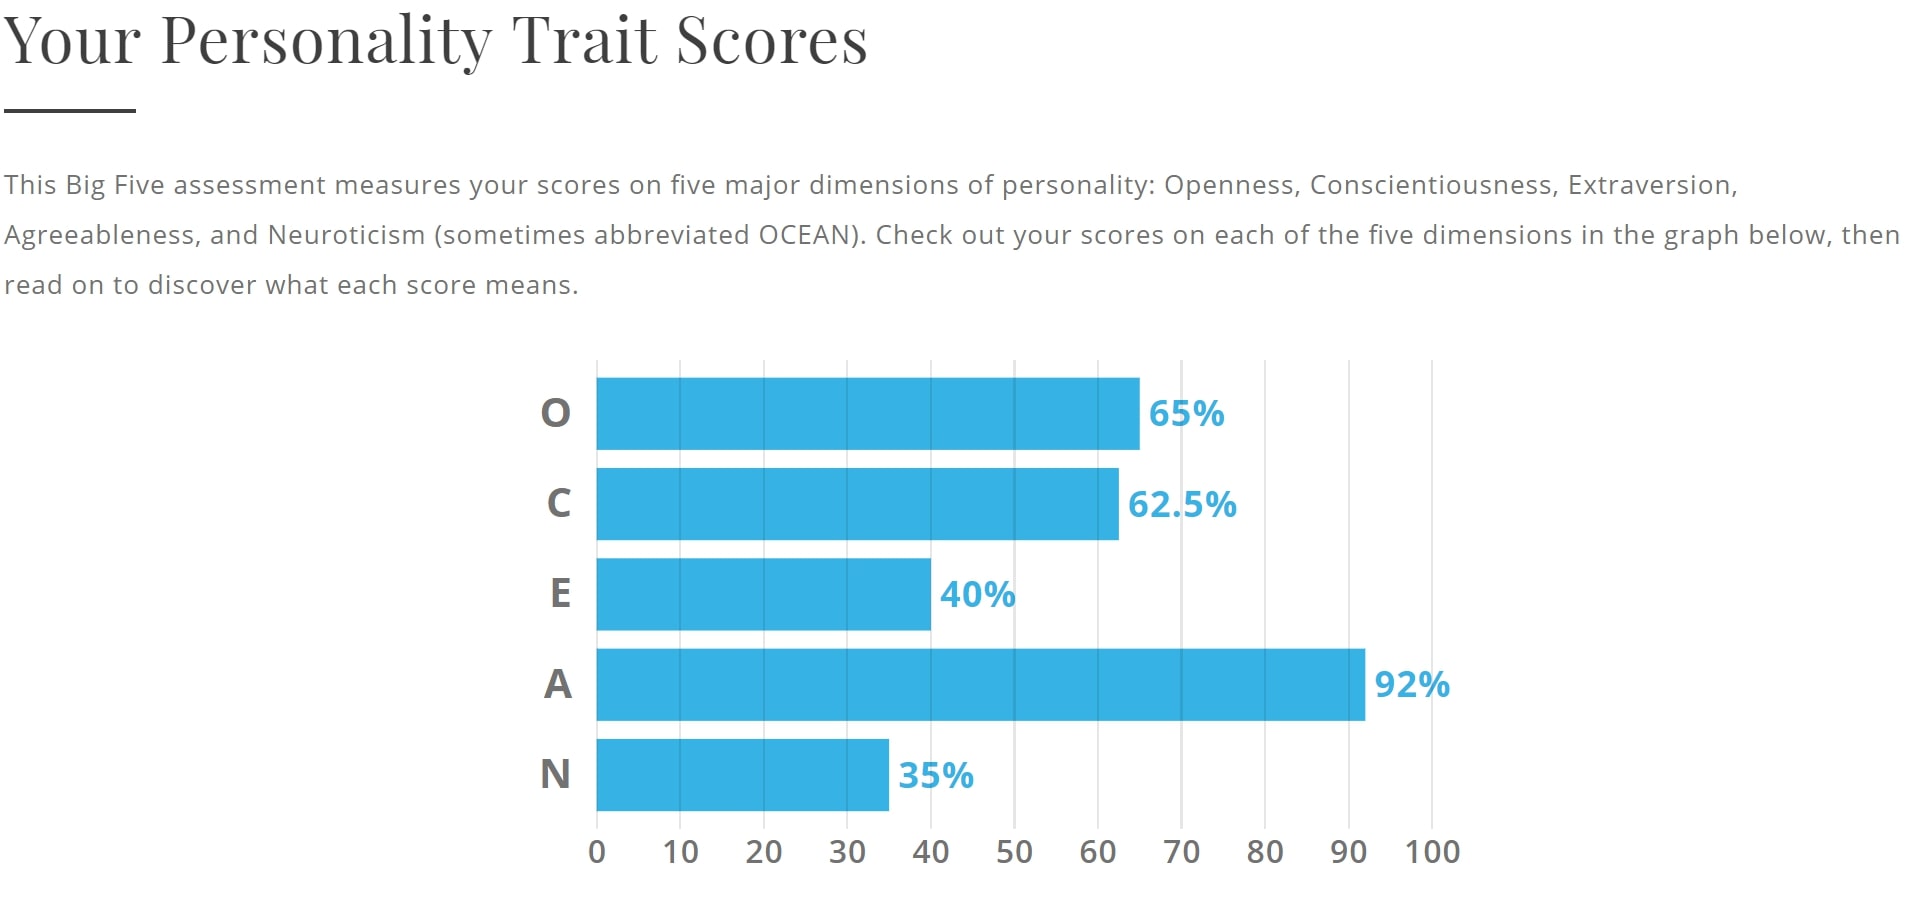 Your Personality Trait Scores
This Big Five assessment measures your scores on five major dimensions of personality: Openness, Conscientiousness, Extraversion,
Agreeableness, and Neuroticism (sometimes abbreviated OCEAN). Check out your scores on each of the five dimensions in the graph below, then
read on to discover what each score means.
O 65%
C 62.5%
E 40%
A 92%
N 35%
0 10 20 30 40 50 60 70 80 90 100